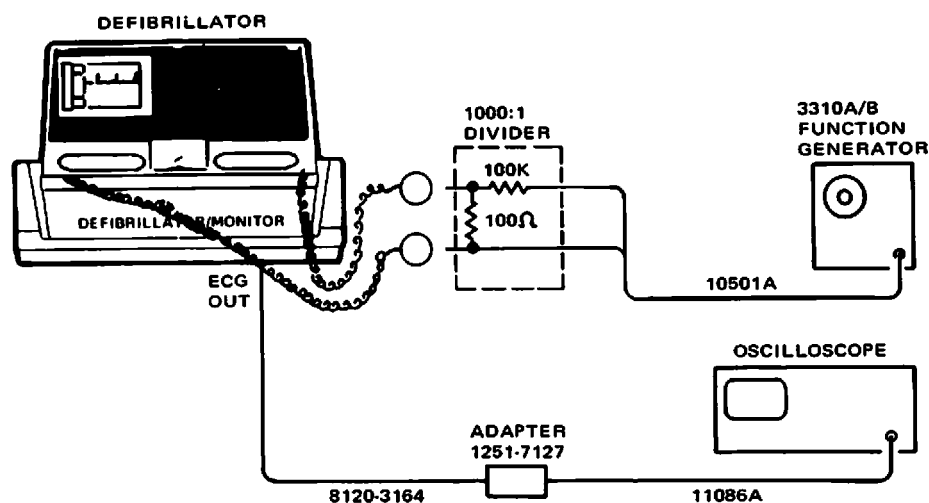 DEFIBRILLATOR
1000:1
DIVIDER
3310A/B
FUNCTION
GENERATOR
100K
100Ω
DEFIBRILLATOR/MONITOR
ECG
OUT
10501A
OSCILLOSCOPE
ADAPTER
1251-7127
8120-3164
11086A